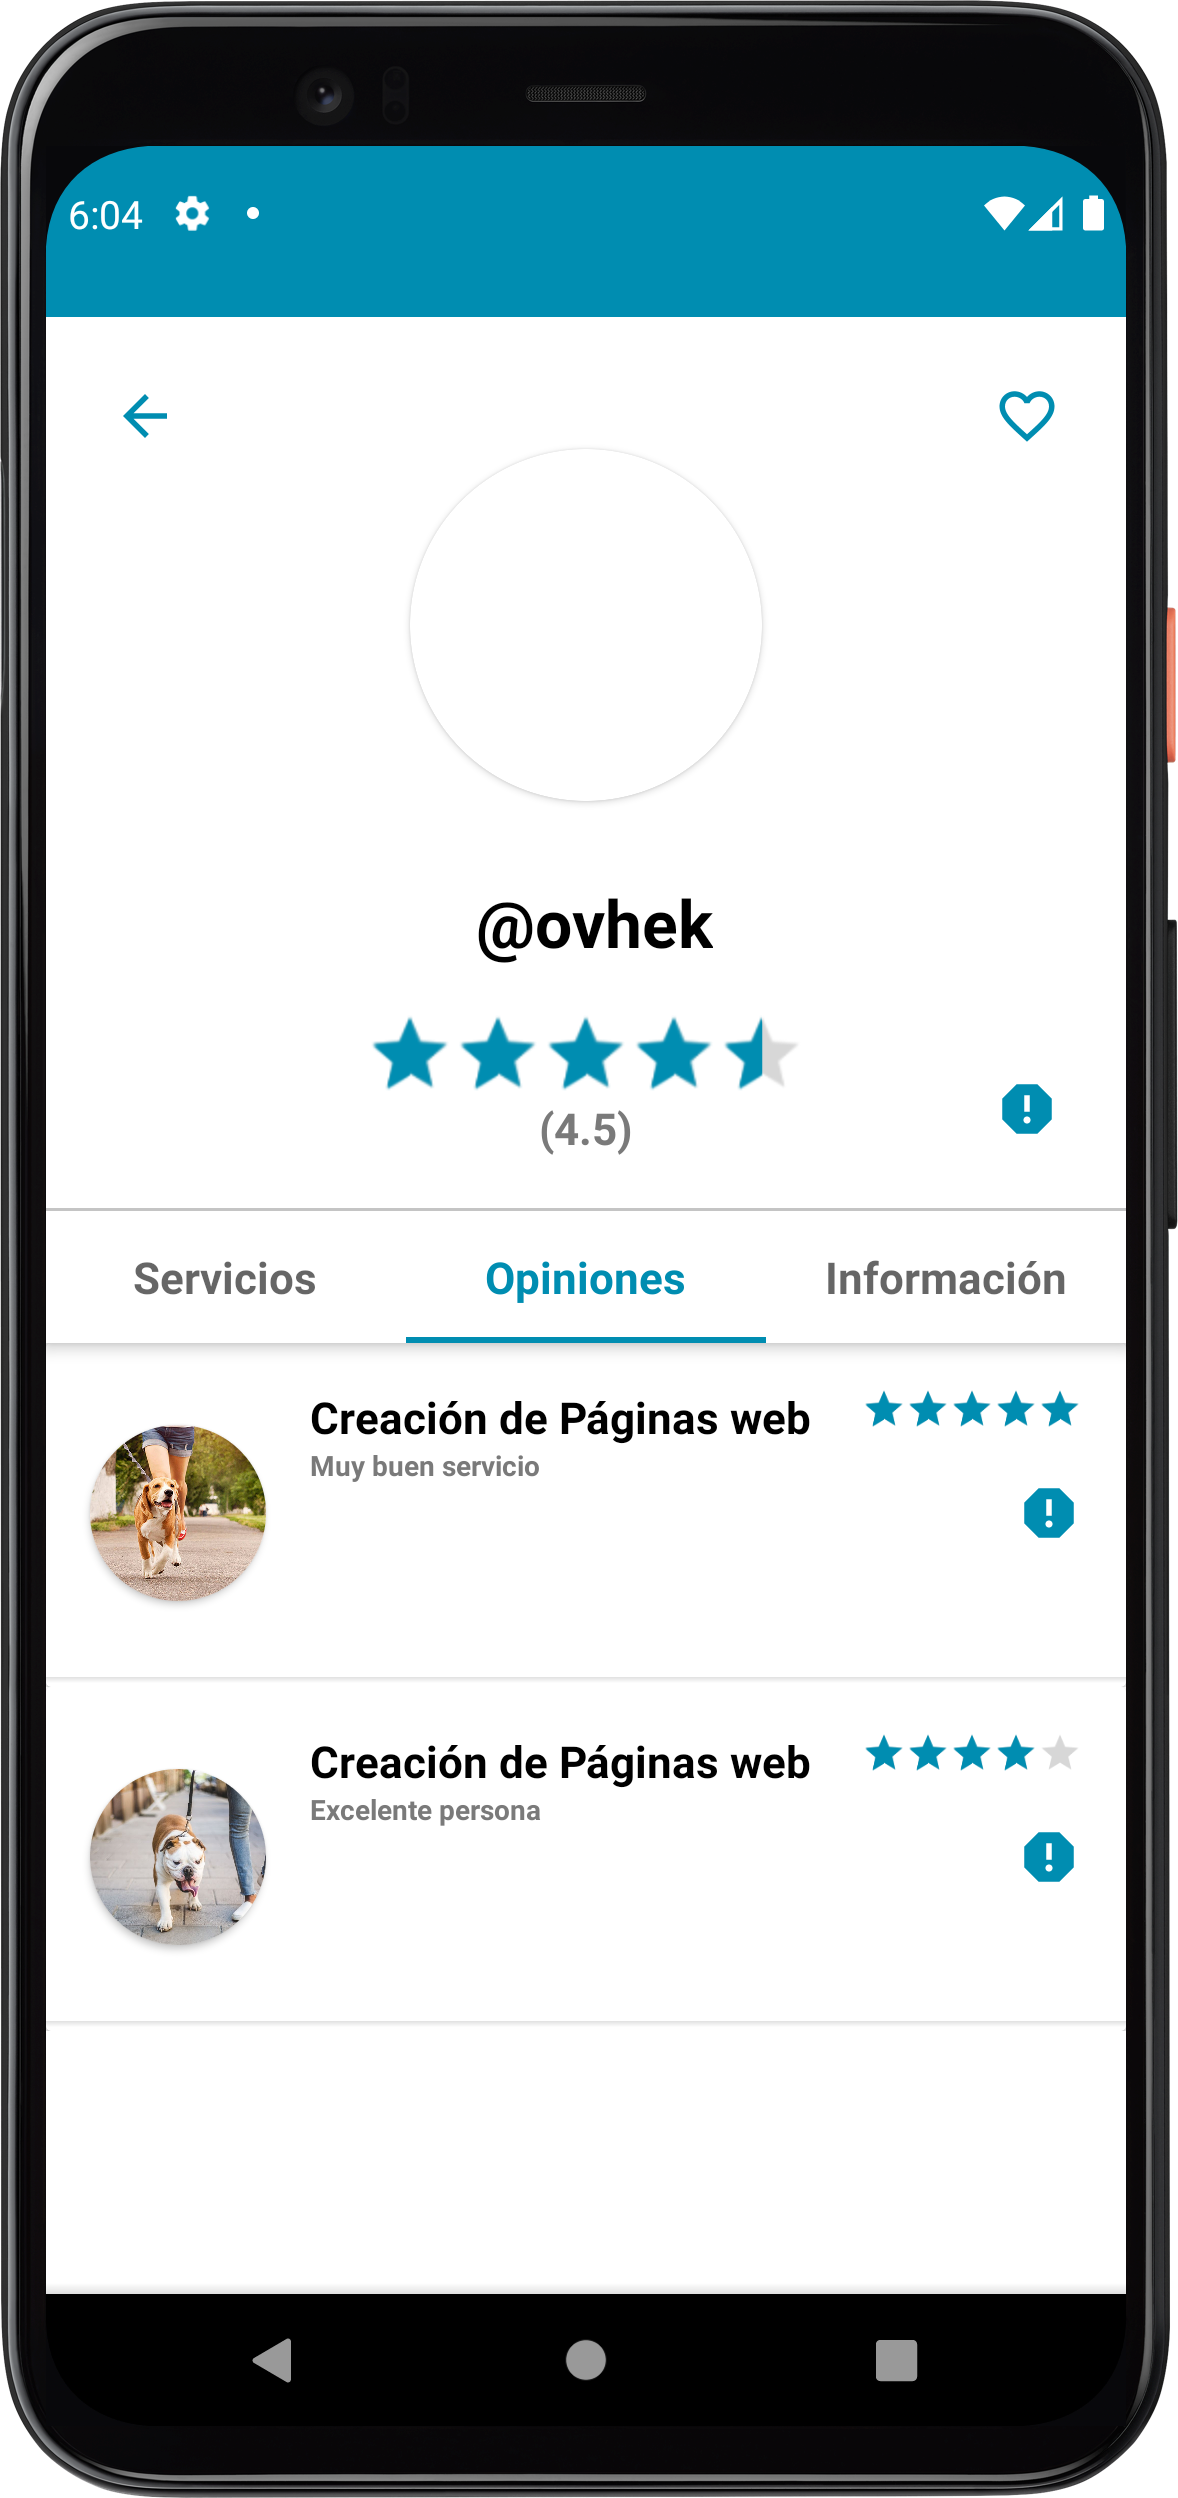 6:04
@ovhek
(4.5)
Servicios Opiniones Información
Creación de Páginas web
Muy buen servicio
Creación de Páginas web
Excelente persona